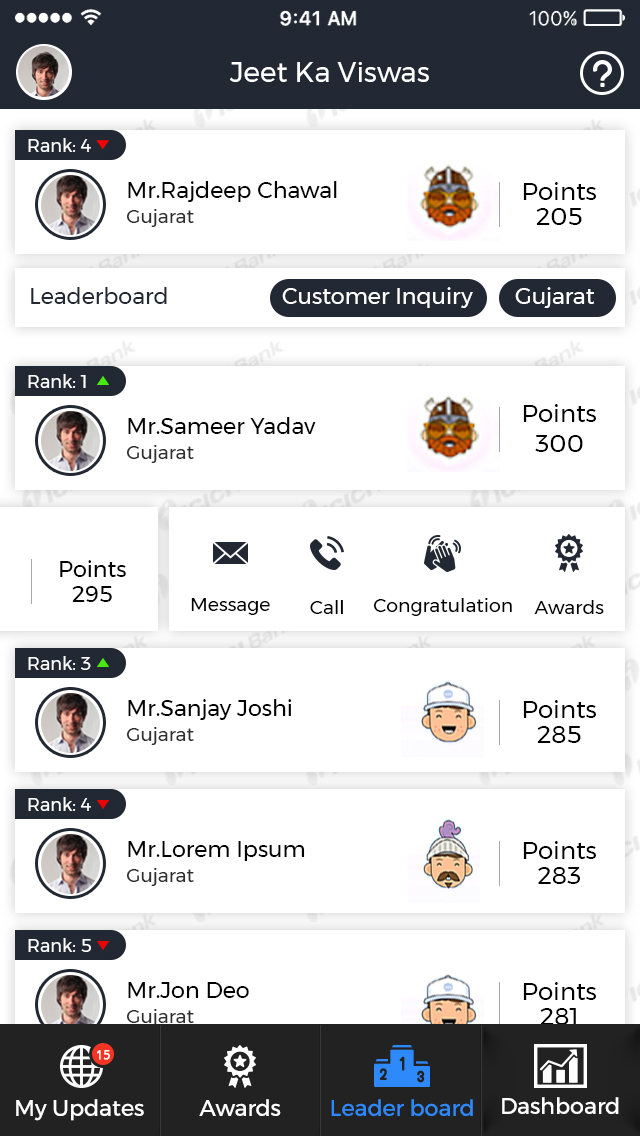 9:41 AM
100%
Jeet Ka Viswas
?
Rank: 4
Mr.Rajdeep Chawal
Gujarat
Points
205
Leaderboard
Customer Inquiry
Gujarat
Rank: 1
Mr.Sameer Yadav
Gujarat
Points
300
Points
295
Message
Call
Congratulation
Awards
Rank: 3
Mr.Sanjay Joshi
Gujarat
Points
285
Rank: 4
Mr.Lorem Ipsum
Gujarat
Points
283
Rank: 5
Mr.Jon Deo
Gujarat
Points
281
15
My Updates
Awards
1
2
3
Leader board
Dashboard